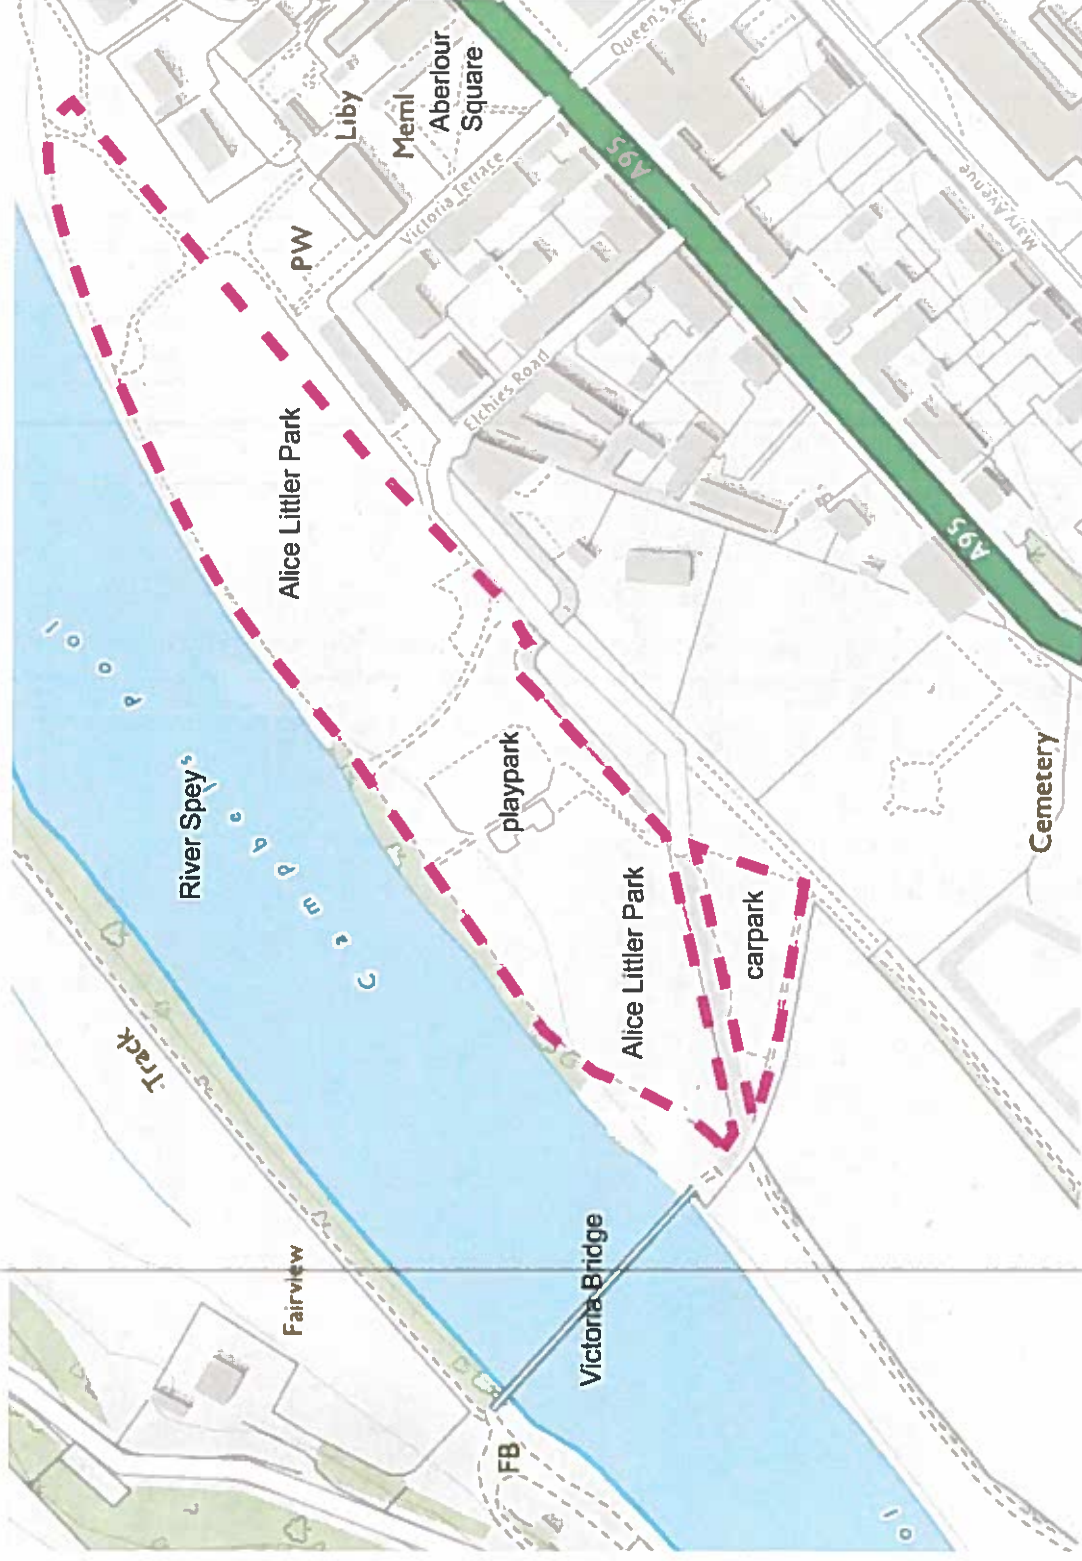 Queen's
Aberlour
Square
Liby
Meml
A95
Victoria Terrace
PW
Mary Avenue
Elchies Road
Alice Littler Park
A95
l o o p
River Spey
playpark
C a m p b e l l ' s
Cemetery
Alice Littler Park
carpark
Track
Victoria Bridge
Fairview
FB